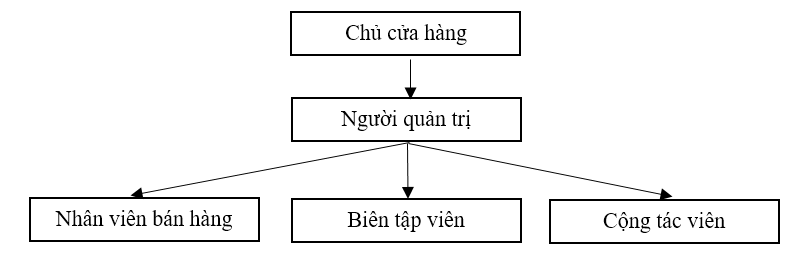 Chủ cửa hàng
Người quản trị
Nhân viên bán hàng
Biên tập viên
Cộng tác viên